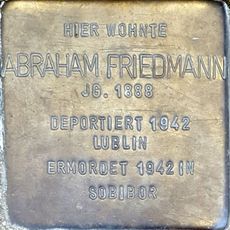 HIER WOHNTE
ABRAHAM FRIEDMANN
JG. 1888
DEPORTIERT 1942
LUBLIN
ERMORDET 1942 IN
SOBIBOR